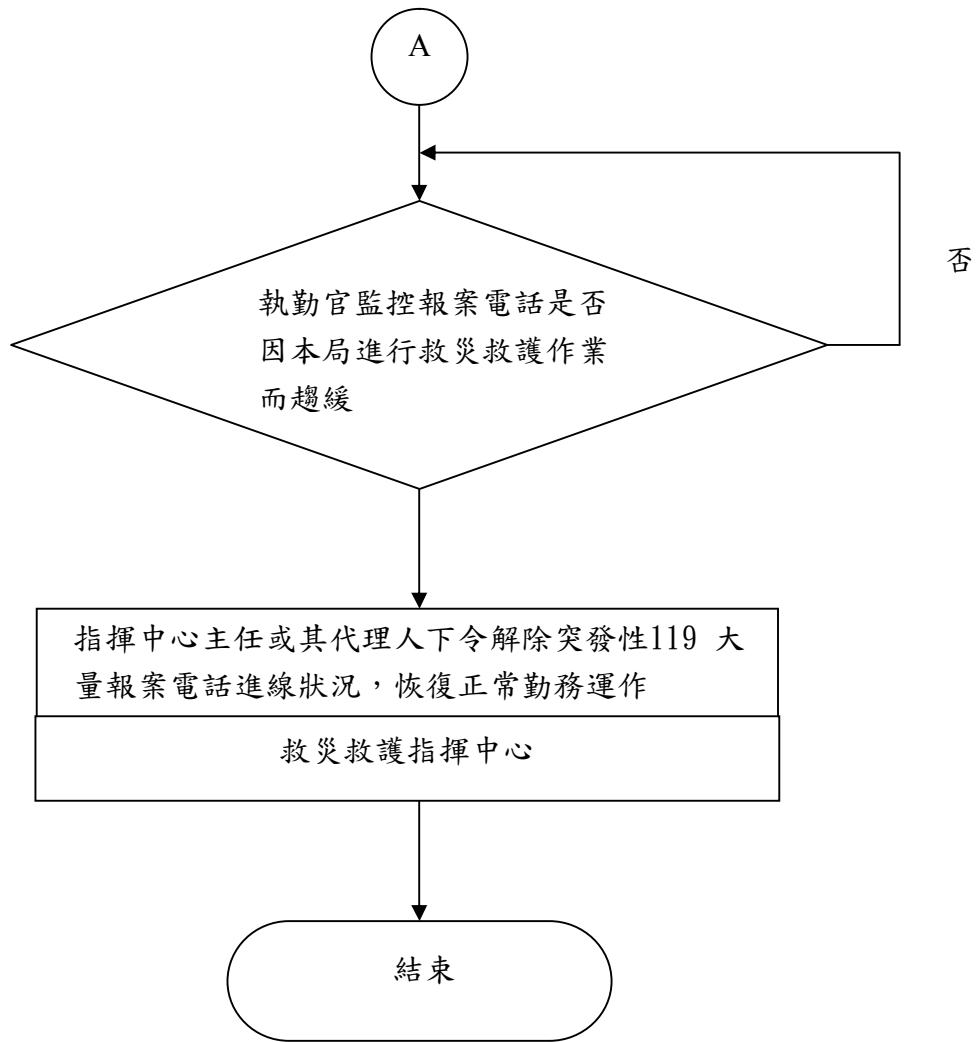 A
否
執勤官監控報案電話是否
因本局進行救災救護作業
而趨緩
指揮中心主任或其代理人下令解除突發性119 大
量報案電話進線狀況，恢復正常勤務運作
救災救護指揮中心
結束